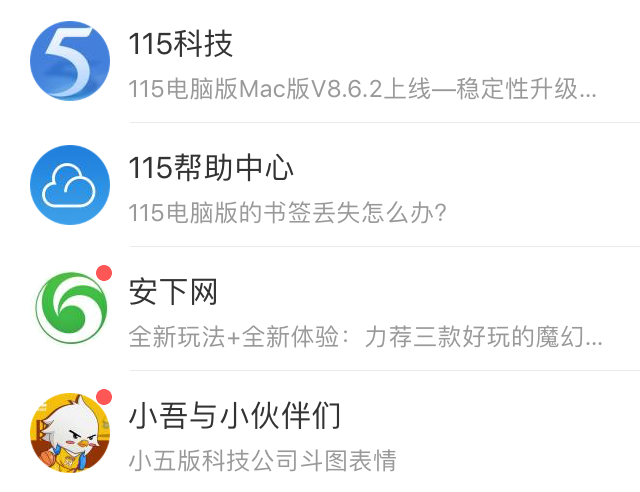 5
115科技
115电脑版Mac版V8.6.2上线—稳定性升级...
115帮助中心
115电脑版的书签丢失怎么办?
安下网
全新玩法+全新体验：力荐三款好玩的魔幻...
小吾与小伙伴们
小五版科技公司斗图表情